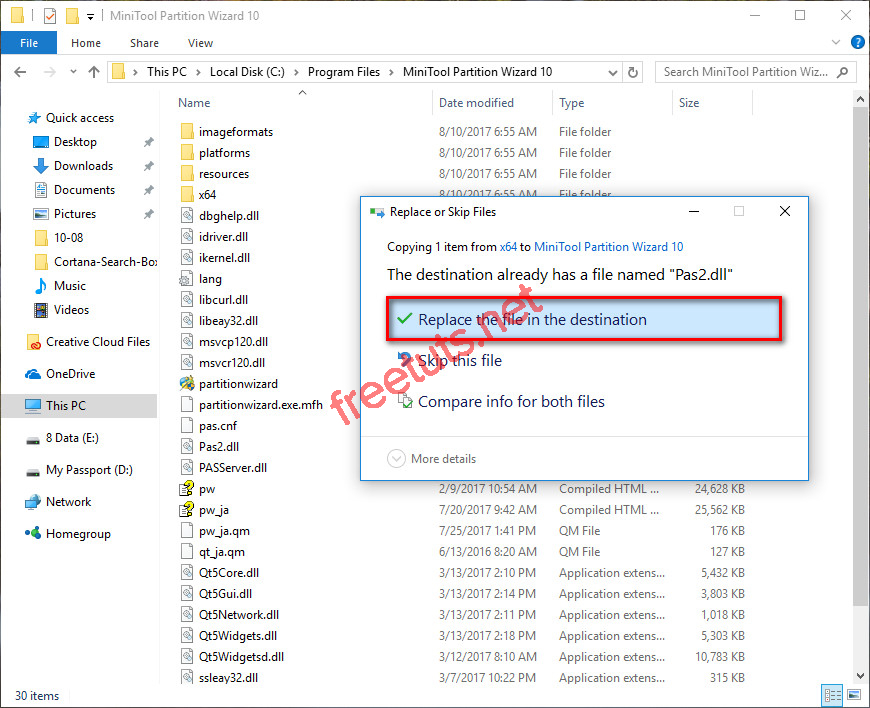 MiniTool Partition Wizard 10
File Home Share View
This PC > Local Disk (C:) > Program Files > MiniTool Partition Wizard 10
Search MiniTool Partition Wiz...
Quick access
Desktop
Downloads
Documents
Pictures
10-08
Cortana-Search-Box
Music
Videos
Creative Cloud Files
OneDrive
This PC
8 Data (E:)
My Passport (D:)
Network
Homegroup
Name Date modified Type Size
imageformats 8/10/2017 6:55 AM File folder
platforms 8/10/2017 6:55 AM File folder
resources 8/10/2017 6:55 AM File folder
x64 8/10/2017 6:55 AM File folder
dbghelp.dll
idriver.dll
ikernel.dll
lang
libcurl.dll
libeay32.dll
msvcp120.dll
msvcr120.dll
partitionwizard
partitionwizard.exe.mfh
pas.cnf
Pas2.dll
PASServer.dll
pw 2/9/2017 10:54 AM Compiled HTML ... 24,628 KB
pw_ja 7/20/2017 9:42 AM Compiled HTML ... 25,562 KB
pw_ja.qm 7/25/2017 1:41 PM QM File 176 KB
qt_ja.qm 6/13/2016 8:20 AM QM File 127 KB
Qt5Core.dll 3/13/2017 2:10 PM Application extens... 5,432 KB
Qt5Gui.dll 3/13/2017 2:14 PM Application extens... 3,803 KB
Qt5Network.dll 3/13/2017 2:11 PM Application extens... 1,018 KB
Qt5Widgets.dll 3/13/2017 2:18 PM Application extens... 5,303 KB
Qt5Widgetsd.dll 3/12/2017 8:10 AM Application extens... 10,783 KB
ssleay32.dll 3/7/2017 10:22 PM Application extens... 315 KB
Replace or Skip Files
Copying 1 item from x64 to MiniTool Partition Wizard 10
The destination already has a file named "Pas2.dll"
Replace the file in the destination
Skip this file
Compare info for both files
More details
freetuts.net
30 items